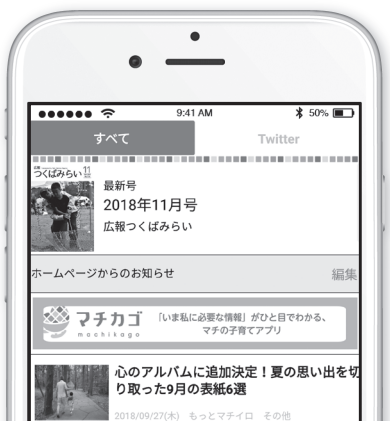 9:41 AM
50%
すべて
Twitter
つくばみらい 11
最新号
2018年11月号
広報つくばみらい
ホームページからのお知らせ
編集
マチカゴ
mochikago
「いま私に必要な情報」がひと目でわかる、
マチの子育てアプリ
心のアルバムに追加決定！夏の思い出を切
り取った9月の表紙6選
2018/09/27(木) もっとマチイロ その他